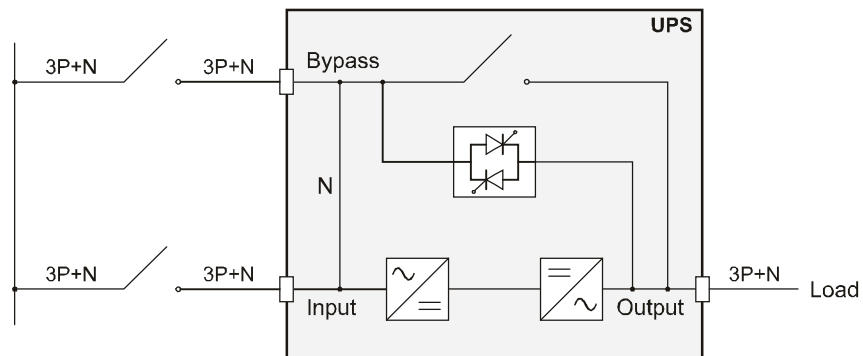 UPS
3P+N
3P+N
Bypass
N
3P+N
3P+N
Input
Output
3P+N
Load